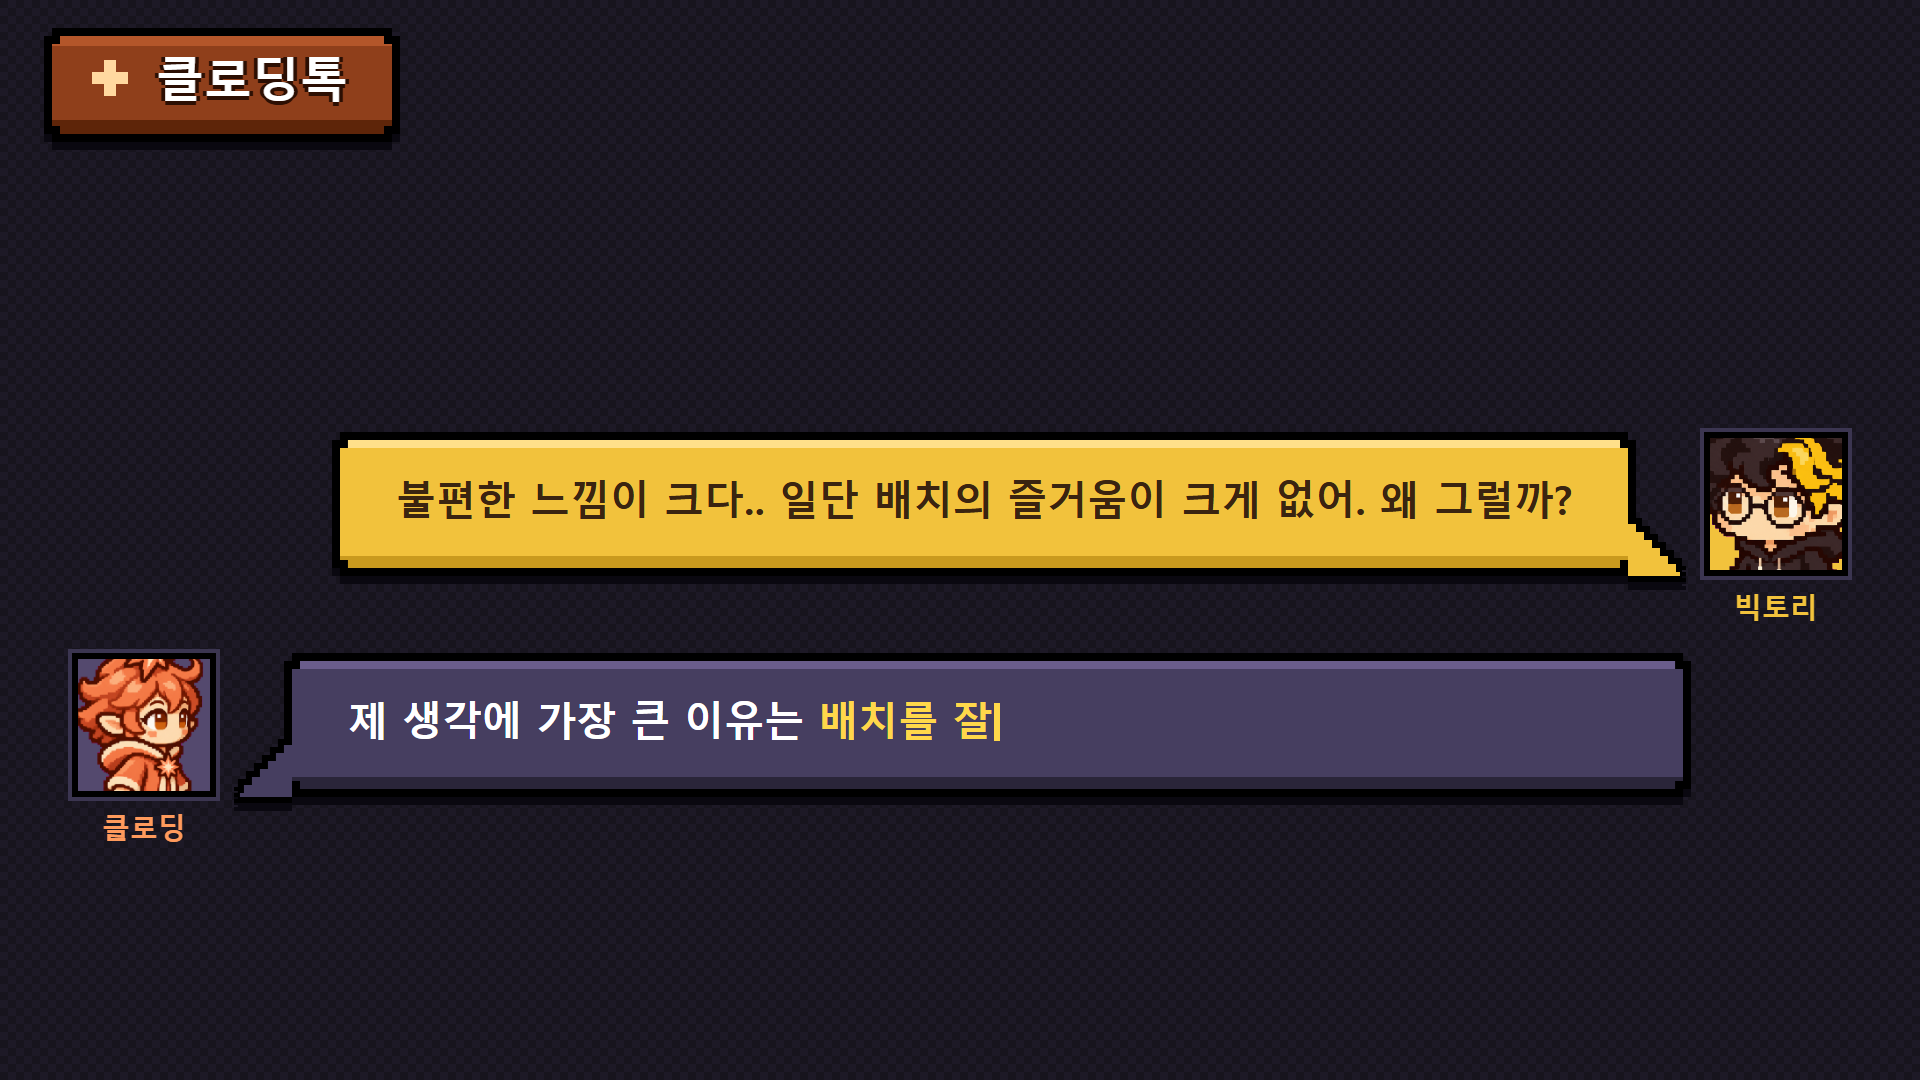 클로딩톡
불편한 느낌이 크다.. 일단 배치의 즐거움이 크게 없어. 왜 그럴까?
빅토리
제 생각에 가장 큰 이유는 배치를 잘
클로딩